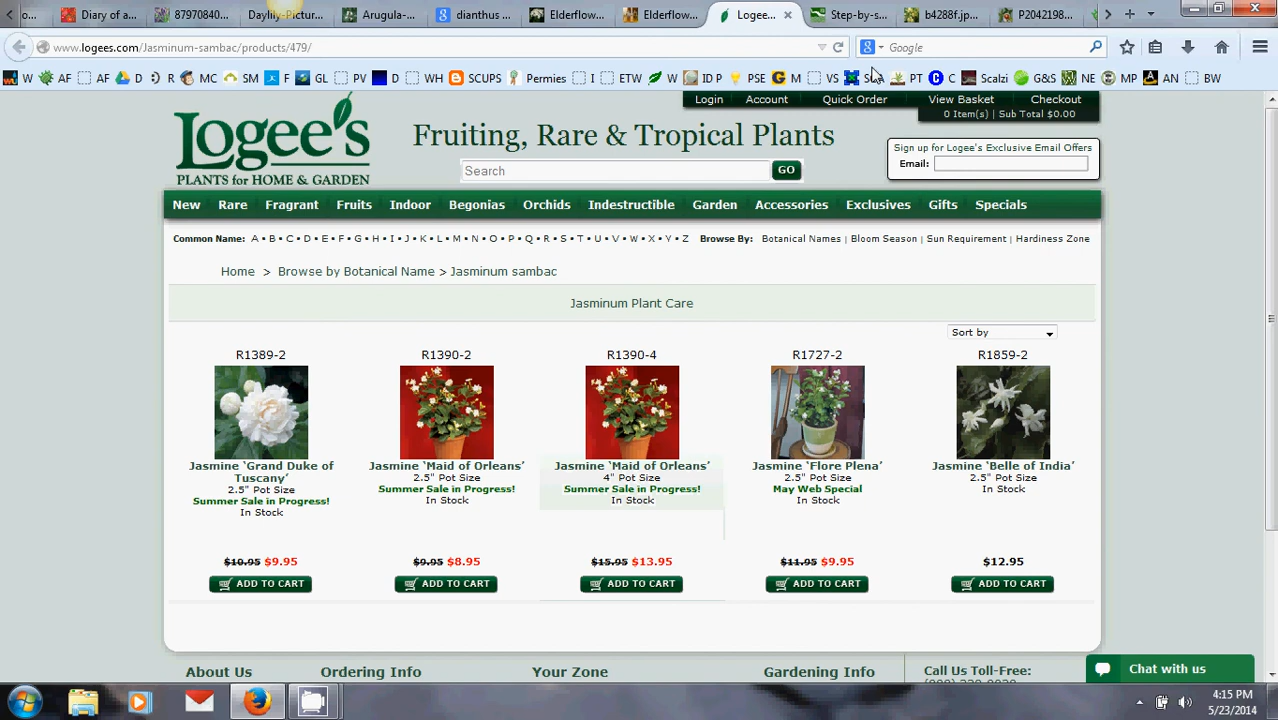 o...
Diary of a...
87970840...
Daylily-Pictur...
Arugula-...
dianthus ...
Elderflow...
Elderflow...
Logee...
Step-by-s...
b4288f.jp...
P2042198...
www.logees.com/Jasminum-sambac/products/479/
Google
W AF AF D R MC SM F GL PV D WH SCUPS Permies I ETW W ID P PSE M VS PT C Scalzi G&S NE MP AN BW
Login Account Quick Order View Basket Checkout
0 Item(s) | Sub Total $0.00
Logee's
PLANTS for HOME & GARDEN
Fruiting, Rare & Tropical Plants
Search GO
Sign up for Logee's Exclusive Email Offers
Email:
New Rare Fragrant Fruits Indoor Begonias Orchids Indestructible Garden Accessories Exclusives Gifts Specials
Common Name: A • B • C • D • E • F • G • H • I • J • K • L • M • N • O • P • Q • R • S • T • U • V • W • X • Y • Z Browse By: Botanical Names | Bloom Season | Sun Requirement | Hardiness Zone
Home > Browse by Botanical Name > Jasminum sambac
Jasminum Plant Care
Sort by
R1389-2
Jasmine ‘Grand Duke of
Tuscany’
2.5" Pot Size
Summer Sale in Progress!
In Stock
$10.95 $9.95
ADD TO CART
R1390-2
Jasmine ‘Maid of Orleans’
2.5" Pot Size
Summer Sale in Progress!
In Stock
$9.95 $8.95
ADD TO CART
R1390-4
Jasmine ‘Maid of Orleans’
4" Pot Size
Summer Sale in Progress!
In Stock
$15.95 $13.95
ADD TO CART
R1727-2
Jasmine ‘Flore Plena’
2.5" Pot Size
May Web Special
In Stock
$11.95 $9.95
ADD TO CART
R1859-2
Jasmine ‘Belle of India’
2.5" Pot Size
In Stock
$12.95
ADD TO CART
About Us Ordering Info Your Zone Gardening Info Call Us Toll-Free:
Chat with us
4:15 PM
5/23/2014